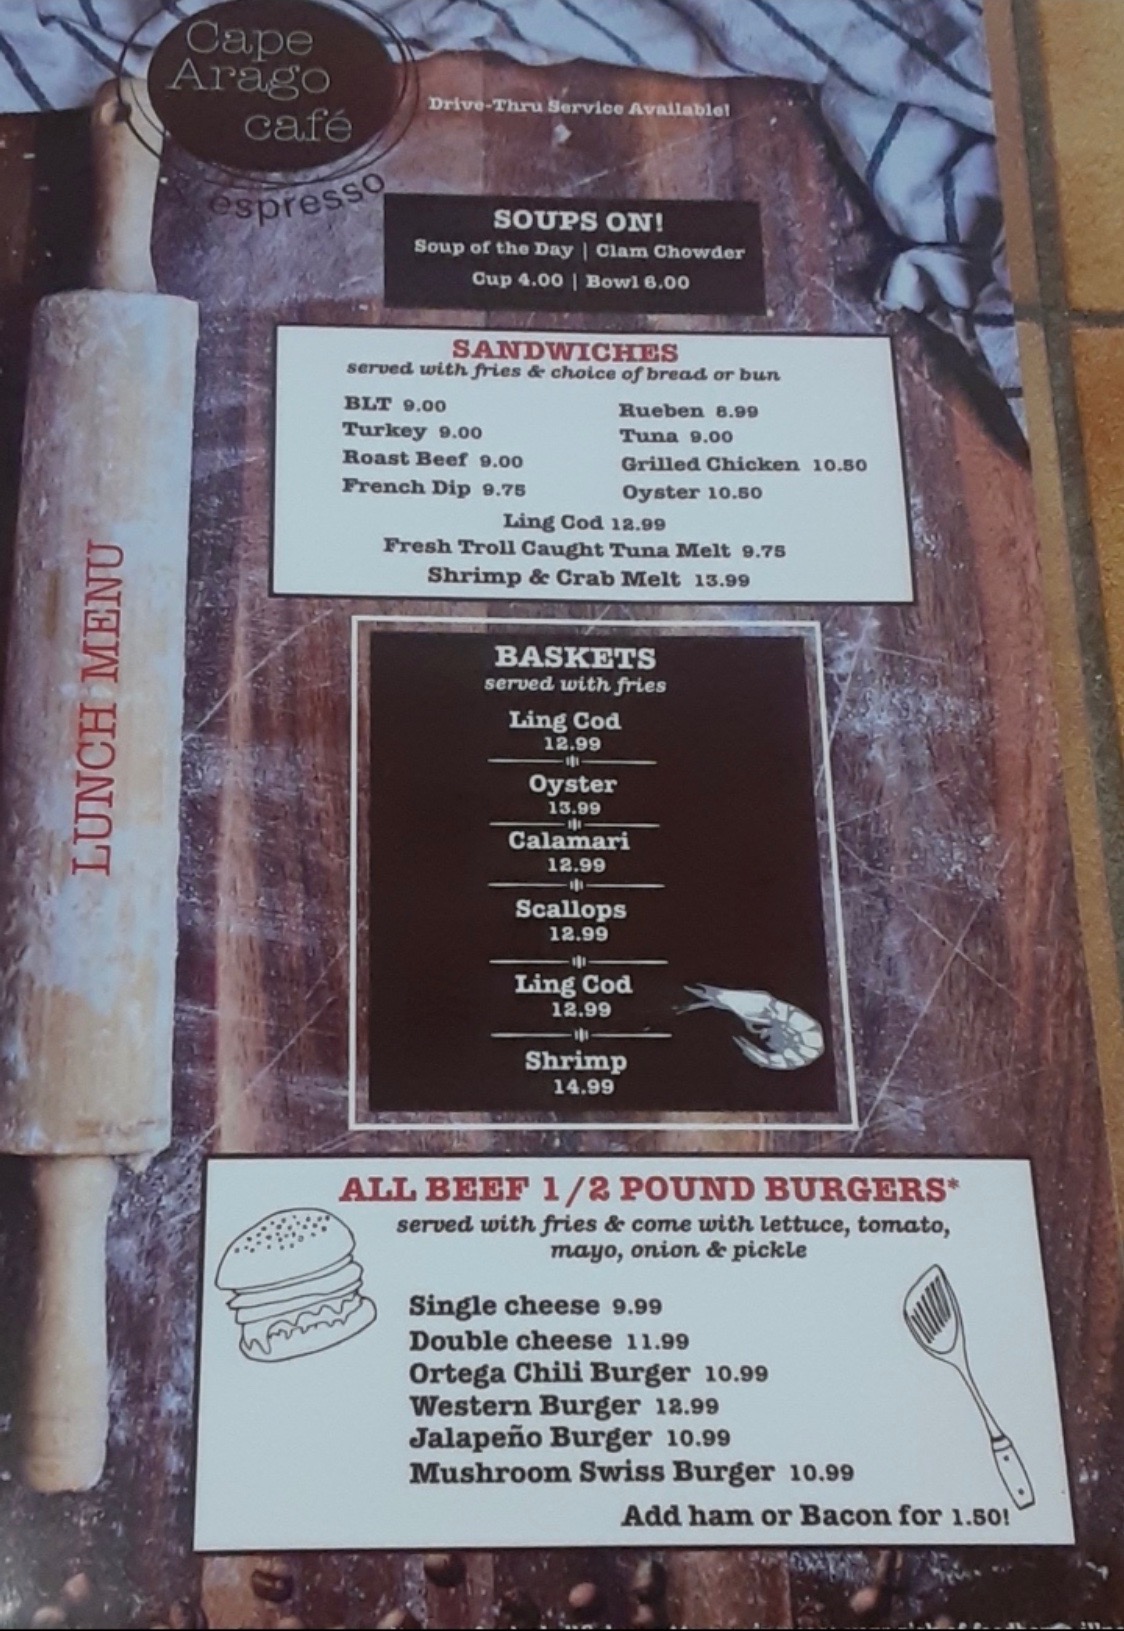 Cape
Arago
café
espresso
Drive-Thru Service Available!
SOUPS ON!
Soup of the Day | Clam Chowder
Cup 4.00 | Bowl 6.00
SANDWICHES
served with fries & choice of bread or bun
BLT 9.00
Turkey 9.00
Roast Beef 9.00
French Dip 9.75
Rueben 8.99
Tuna 9.00
Grilled Chicken 10.50
Oyster 10.50
Ling Cod 12.99
Fresh Troll Caught Tuna Melt 9.75
Shrimp & Crab Melt 13.99
LUNCH MENU
BASKETS
served with fries
Ling Cod
12.99
Oyster
13.99
Calamari
12.99
Scallops
12.99
Ling Cod
12.99
Shrimp
14.99
ALL BEEF 1/2 POUND BURGERS*
served with fries & come with lettuce, tomato,
mayo, onion & pickle
Single cheese 9.99
Double cheese 11.99
Ortega Chili Burger 10.99
Western Burger 12.99
Jalapeño Burger 10.99
Mushroom Swiss Burger 10.99
Add ham or Bacon for 1.50!